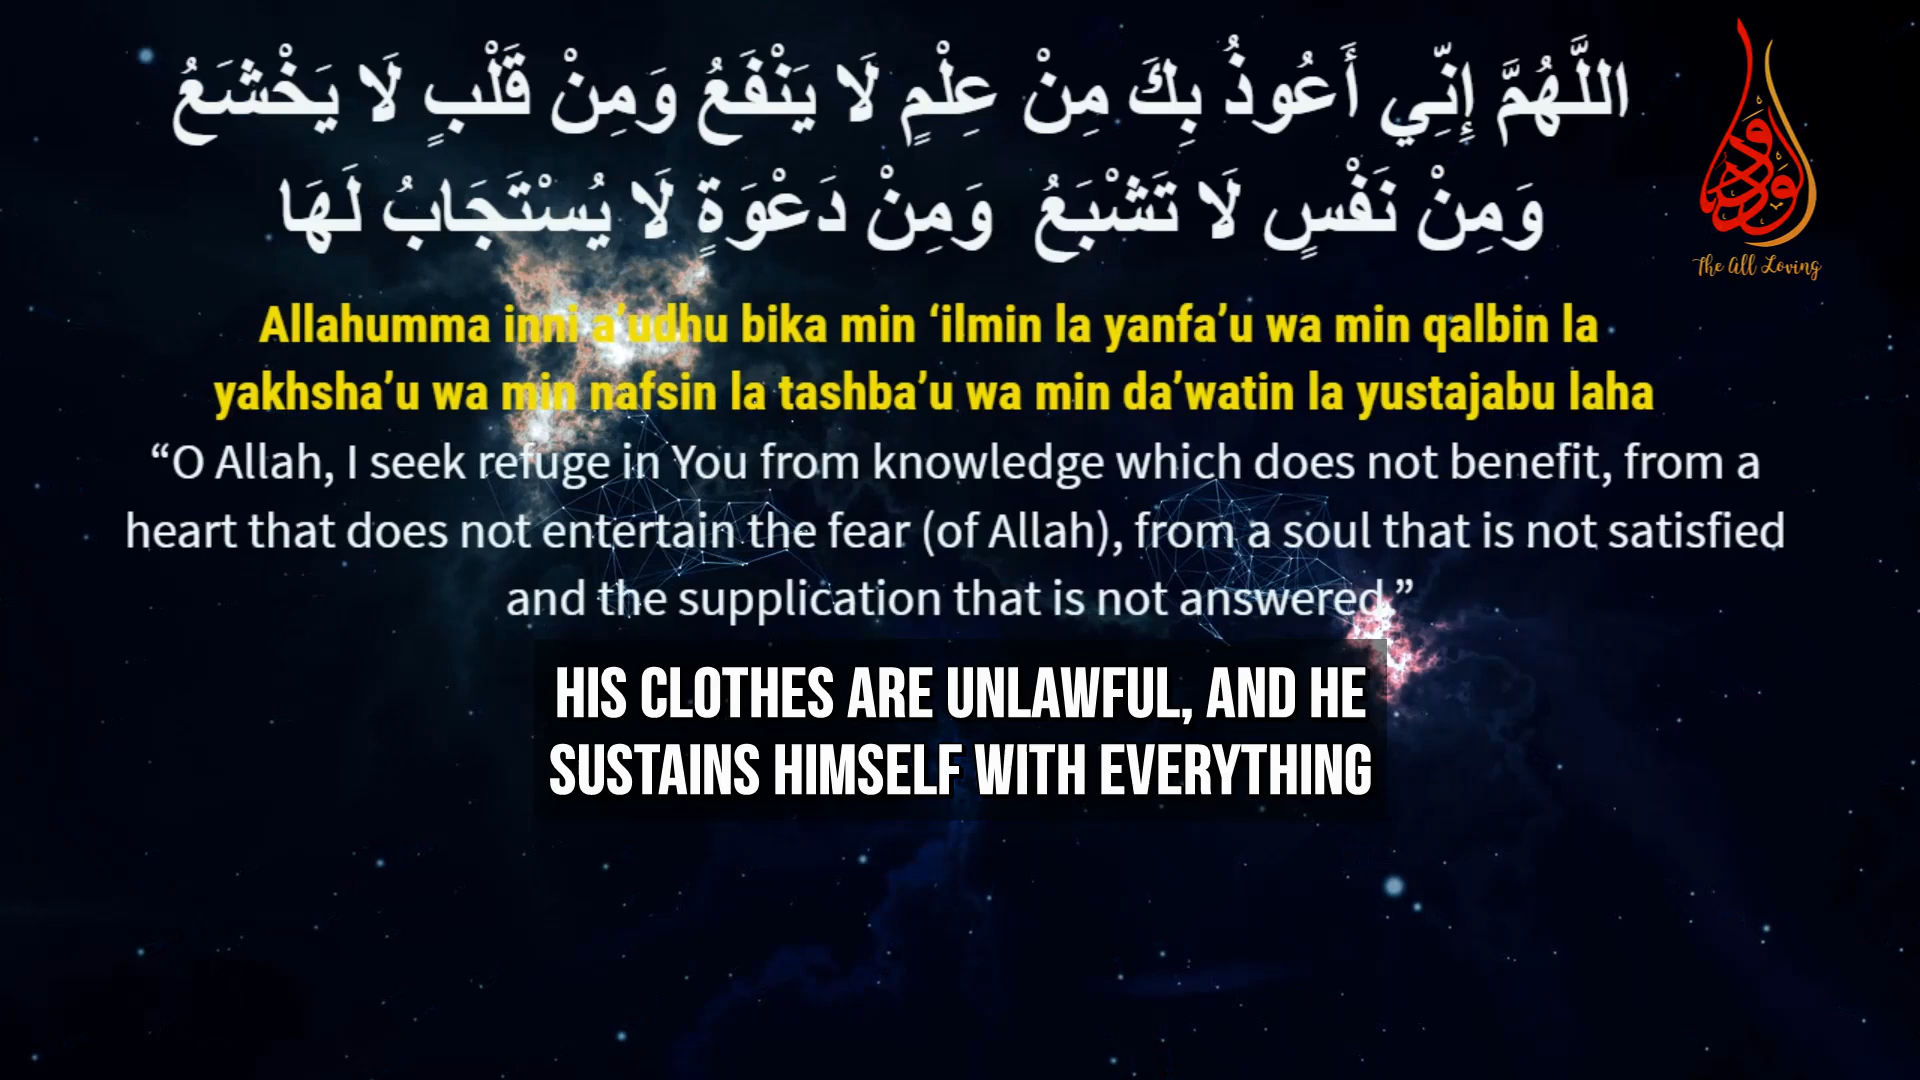 اللَّهُمَّ إِنِّي أَعُوذُ بِكَ مِنْ عِلْمٍ لَا يَنْفَعُ وَمِنْ قَلْبٍ لَا يَخْشَعُ
وَمِنْ نَفْسٍ لَا تَشْبَعُ وَمِنْ دَعْوَةٍ لَا يُسْتَجَابُ لَهَا
Allahumma inni a’udhu bika min ‘ilmin la yanfa’u wa min qalbin la
yakhsha’u wa min nafsin la tashba’u wa min da’watin la yustajabu laha
“O Allah, I seek refuge in You from knowledge which does not benefit, from a
heart that does not entertain the fear (of Allah), from a soul that is not satisfied
and the supplication that is not answered.”
HIS CLOTHES ARE UNLAWFUL, AND HE
SUSTAINS HIMSELF WITH EVERYTHING
The All Loving